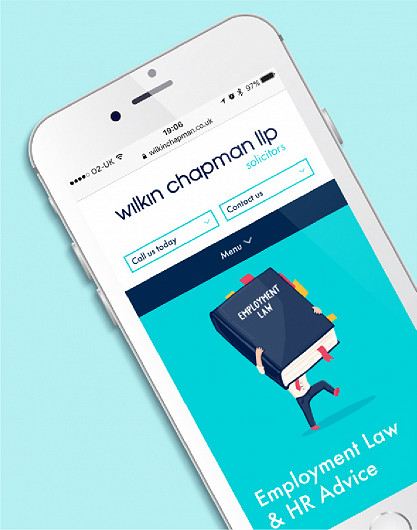 O2-UK 19:06 97%
wilkinchapman.co.uk
wilkin chapman llp
solicitors
Call us today
Contact us
Menu
EMPLOYMENT
LAW
Employment Law
& HR Advice